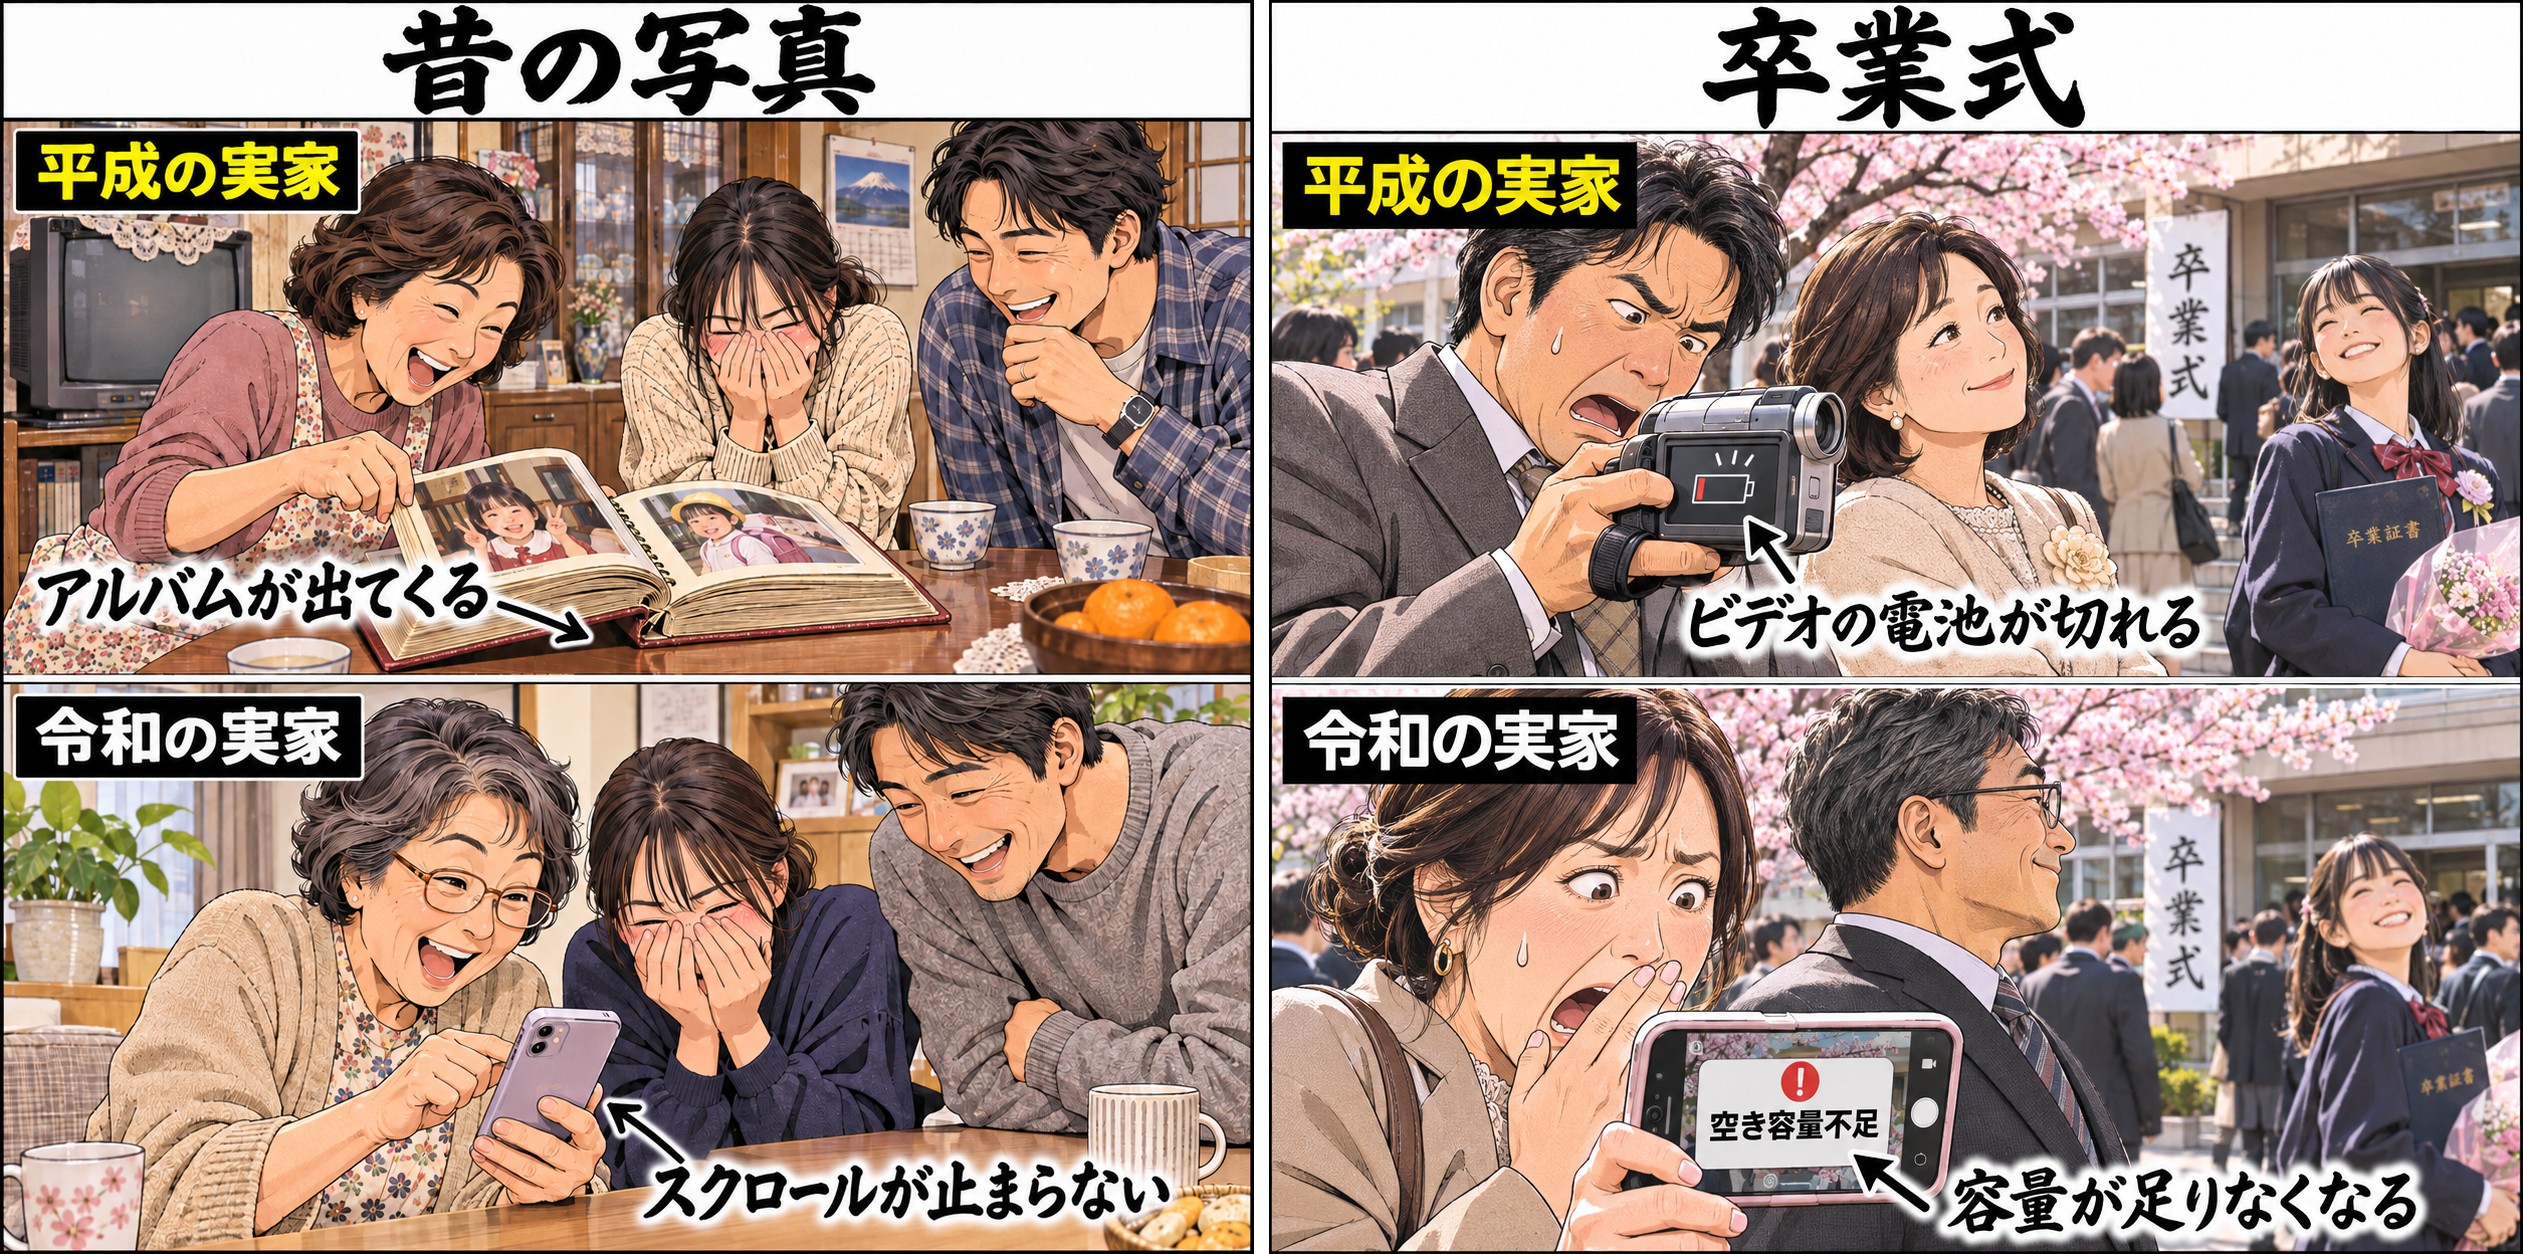 昔の写真
平成の実家
アルバムが出てくる
令和の実家
スクロールが止まらない
卒業式
平成の実家
卒業式
卒業証書
ビデオの電池が切れる
令和の実家
卒業式
卒業証書
空き容量不足
容量が足りなくなる